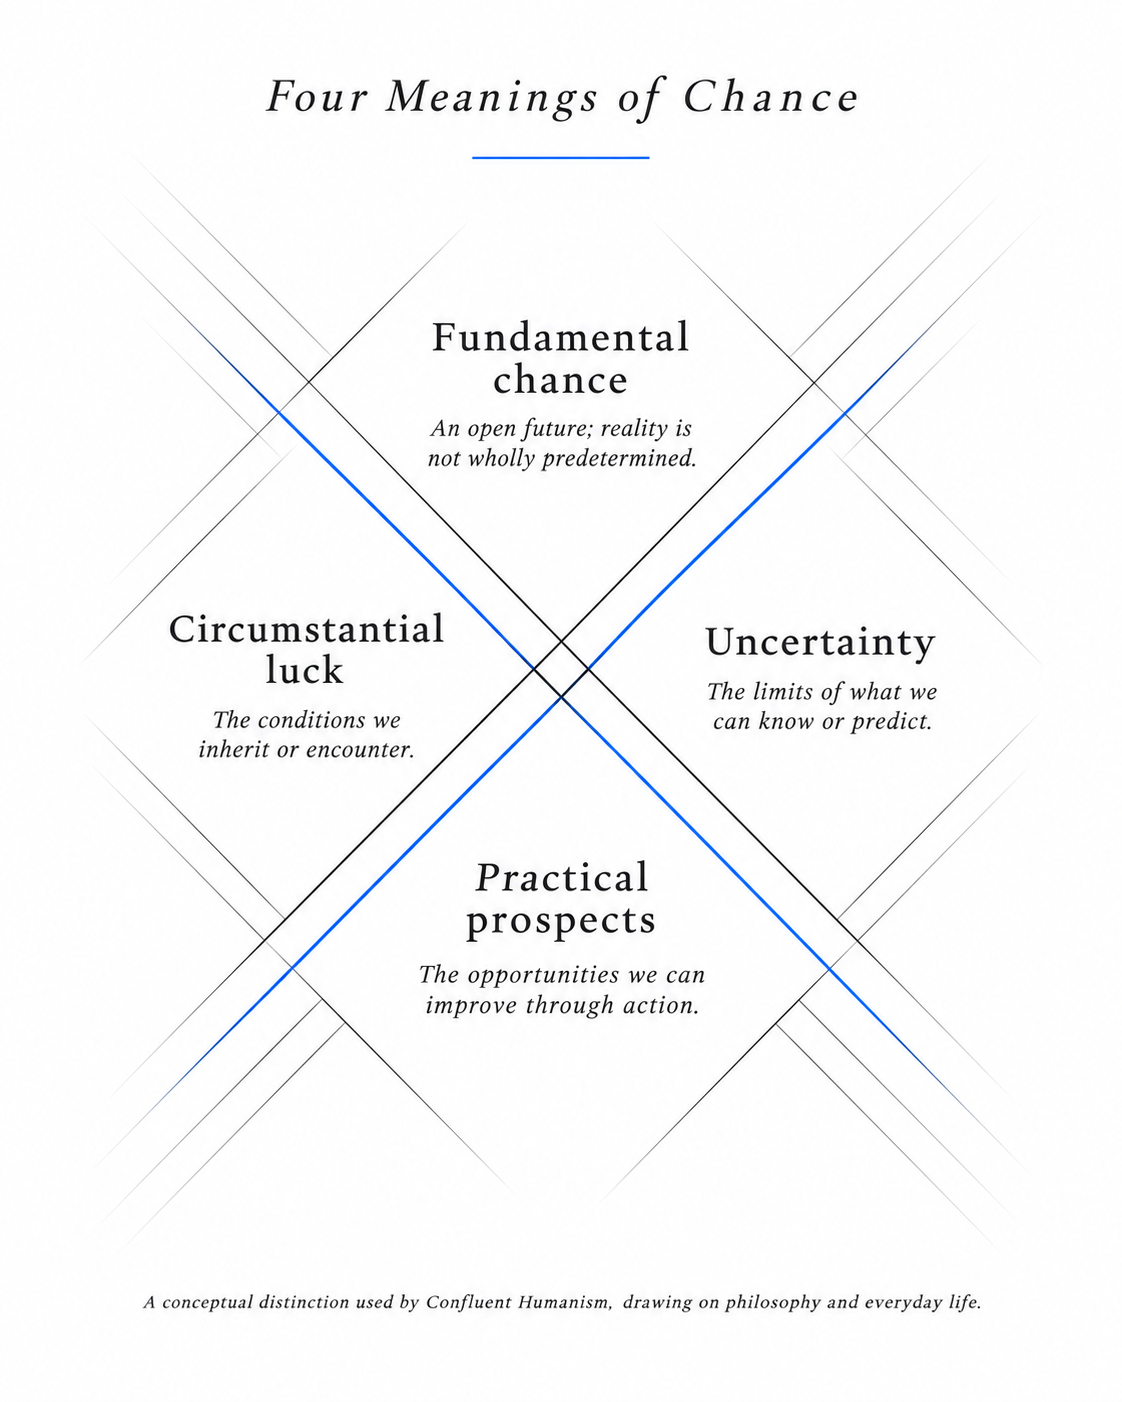 Four Meanings of Chance
Fundamental
chance
An open future; reality is
not wholly predetermined.
Circumstantial
luck
The conditions we
inherit or encounter.
Uncertainty
The limits of what we
can know or predict.
Practical
prospects
The opportunities we can
improve through action.
A conceptual distinction used by Confluent Humanism, drawing on philosophy and everyday life.